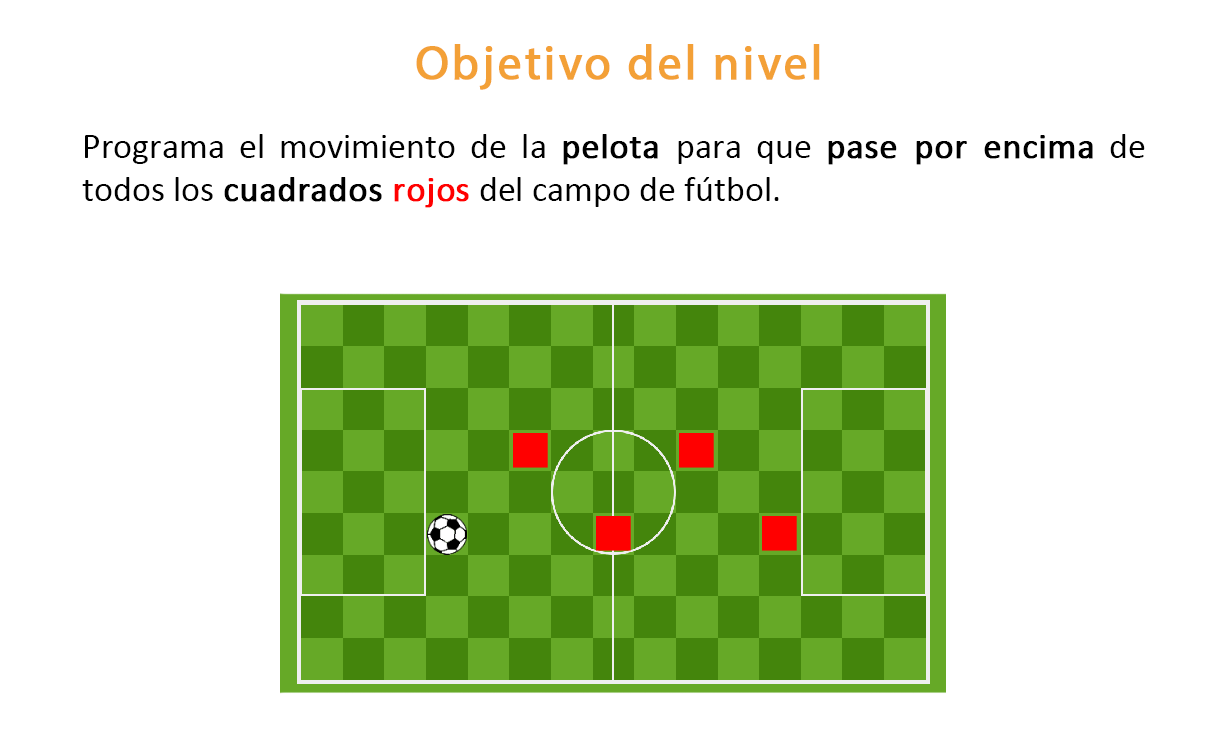 Objetivo del nivel
Programa el movimiento de la pelota para que pase por encima de
todos los cuadrados rojos del campo de fútbol.